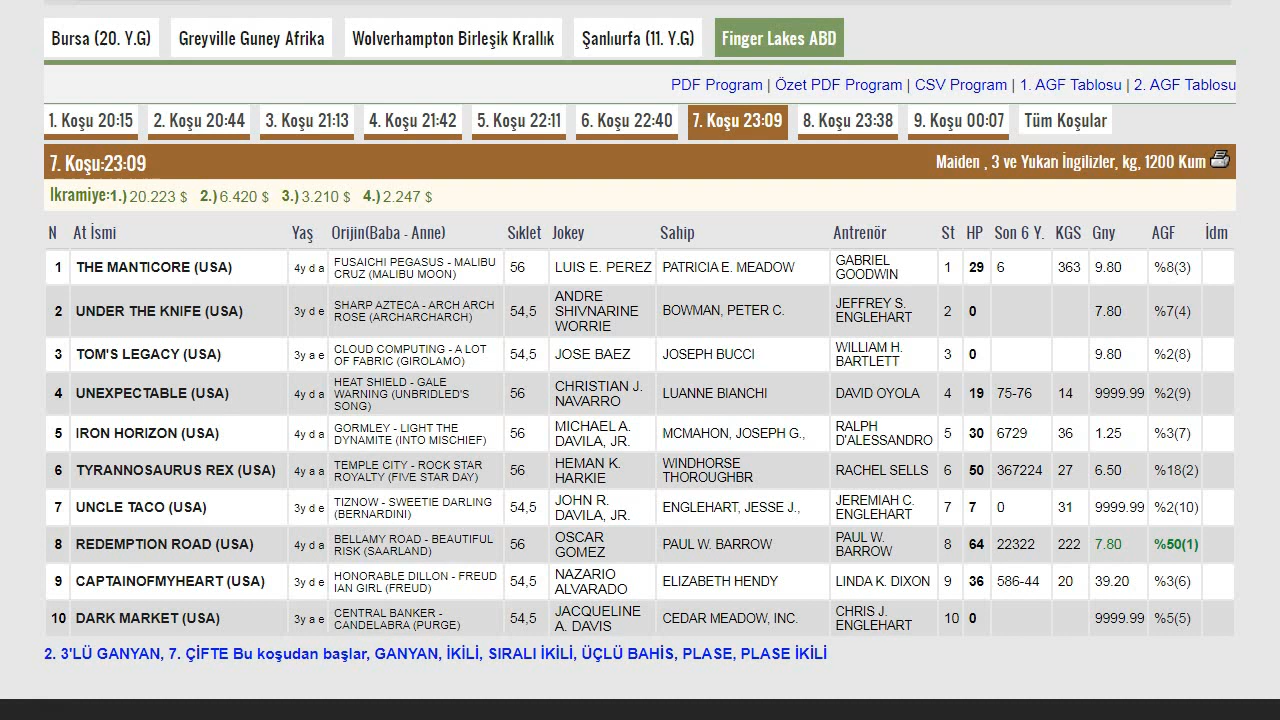 Bursa (20. Y.G) Greyville Guney Afrika Wolverhampton Birleşik Krallık Şanlıurfa (11. Y.G) Finger Lakes ABD
PDF Program | Özet PDF Program | CSV Program | 1. AGF Tablosu | 2. AGF Tablosu
1. Koşu 20:15 2. Koşu 20:44 3. Koşu 21:13 4. Koşu 21:42 5. Koşu 22:11 6. Koşu 22:40 7. Koşu 23:09 8. Koşu 23:38 9. Koşu 00:07 Tüm Koşular
7. Koşu:23:09 Maiden , 3 ve Yukarı İngilizler, kg, 1200 Kum
İkramiye:1.) 20.223 $ 2.) 6.420 $ 3.) 3.210 $ 4.) 2.247 $
N At İsmi Yaş Orijin(Baba - Anne) Sıklet Jokey Sahip Antrenör St HP Son 6 Y. KGS Gny AGF İdm
1 THE MANTICORE (USA) 4y d a FUSAICHI PEGASUS - MALIBU CRUZ (MALIBU MOON) 56 LUIS E. PEREZ PATRICIA E. MEADOW GABRIEL GOODWIN 1 29 6 363 9.80 %8(3)
2 UNDER THE KNIFE (USA) 3y d e SHARP AZTECA - ARCH ARCH ROSE (ARCHARCHARCH) 54,5 ANDRE SHIVNARINE WORRIE BOWMAN, PETER C. JEFFREY S. ENGLEHART 2 0 7.80 %7(4)
3 TOM'S LEGACY (USA) 3y a e CLOUD COMPUTING - A LOT OF FABRIC (GIROLAMO) 54,5 JOSE BAEZ JOSEPH BUCCI WILLIAM H. BARTLETT 3 0 9.80 %2(8)
4 UNEXPECTABLE (USA) 4y d a HEAT SHIELD - GALE WARNING (UNBRIDLED'S SONG) 56 CHRISTIAN J. NAVARRO LUANNE BIANCHI DAVID OYOLA 4 19 75-76 14 9999.99 %2(9)
5 IRON HORIZON (USA) 4y d a GORMLEY - LIGHT THE DYNAMITE (INTO MISCHIEF) 56 MICHAEL A. DAVILA, JR. MCMAHON, JOSEPH G., RALPH D'ALESSANDRO 5 30 6729 36 1.25 %3(7)
6 TYRANNOSAURUS REX (USA) 4y a a TEMPLE CITY - ROCK STAR ROYALTY (FIVE STAR DAY) 56 HEMAN K. HARKIE WINDHORSE THOROUGHBR RACHEL SELLS 6 50 367224 27 6.50 %18(2)
7 UNCLE TACO (USA) 3y d e TIZNOW - SWEETIE DARLING (BERNARDINI) 54,5 JOHN R. DAVILA, JR. ENGLEHART, JESSE J., JEREMIAH C. ENGLEHART 7 7 0 31 9999.99 %2(10)
8 REDEMPTION ROAD (USA) 4y d a BELLAMY ROAD - BEAUTIFUL RISK (SAARLAND) 56 OSCAR GOMEZ PAUL W. BARROW PAUL W. BARROW 8 64 22322 222 7.80 %50(1)
9 CAPTAINOFMYHEART (USA) 3y d e HONORABLE DILLON - FREUD IAN GIRL (FREUD) 54,5 NAZARIO ALVARADO ELIZABETH HENDY LINDA K. DIXON 9 36 586-44 20 39.20 %3(6)
10 DARK MARKET (USA) 3y a e CENTRAL BANKER - CANDELABRA (PURGE) 54,5 JACQUELINE A. DAVIS CEDAR MEADOW, INC. CHRIS J. ENGLEHART 10 0 9999.99 %5(5)
2. 3'LÜ GANYAN, 7. ÇİFTE Bu koşudan başlar, GANYAN, İKİLİ, SIRALI İKİLİ, ÜÇLÜ BAHİS, PLASE, PLASE İKİLİ